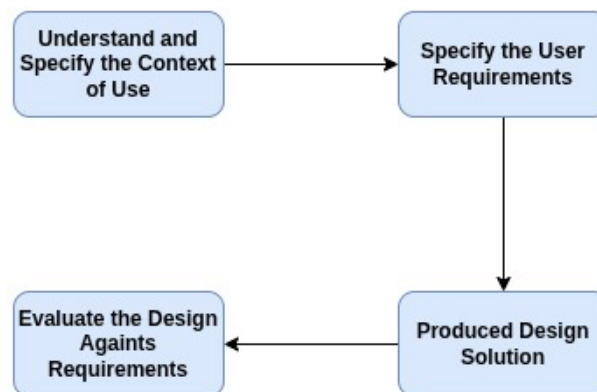 Understand and
Specify the Context
of Use
Specify the User
Requirements
Produced Design
Solution
Evaluate the Design
Againts
Requirements